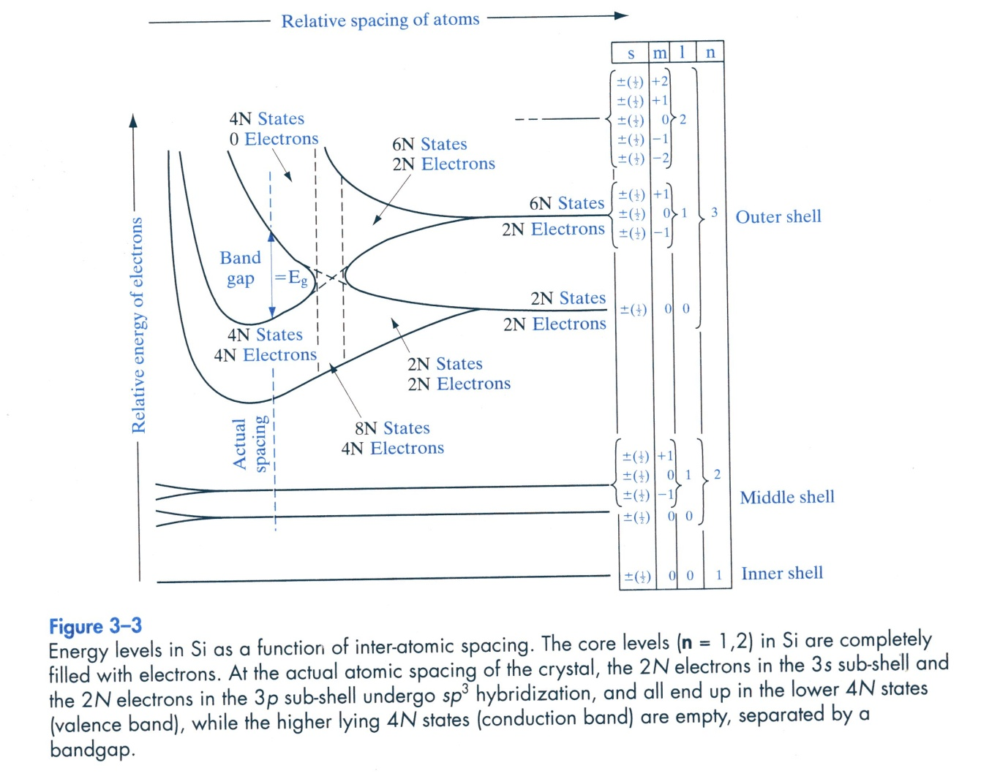 Relative spacing of atoms
s m l n
±(½) +2
±(½) +1
±(½) 0 2
±(½) −1
±(½) −2
4N States
0 Electrons
6N States
2N Electrons
±(½) +1
6N States ±(½) 0 1 3 Outer shell
2N Electrons ±(½) −1
Band
gap =Eg
2N States
2N Electrons
±(½) 0 0
4N States
4N Electrons
2N States
2N Electrons
8N States
4N Electrons
Actual
spacing
Relative energy of electrons
±(½) +1
±(½) 0 1 2
±(½) −1
Middle shell
±(½) 0 0
±(½) 0 0 1 Inner shell
Figure 3–3
Energy levels in Si as a function of inter-atomic spacing. The core levels (n = 1,2) in Si are completely
filled with electrons. At the actual atomic spacing of the crystal, the 2N electrons in the 3s sub-shell and
the 2N electrons in the 3p sub-shell undergo sp³ hybridization, and all end up in the lower 4N states
(valence band), while the higher lying 4N states (conduction band) are empty, separated by a
bandgap.